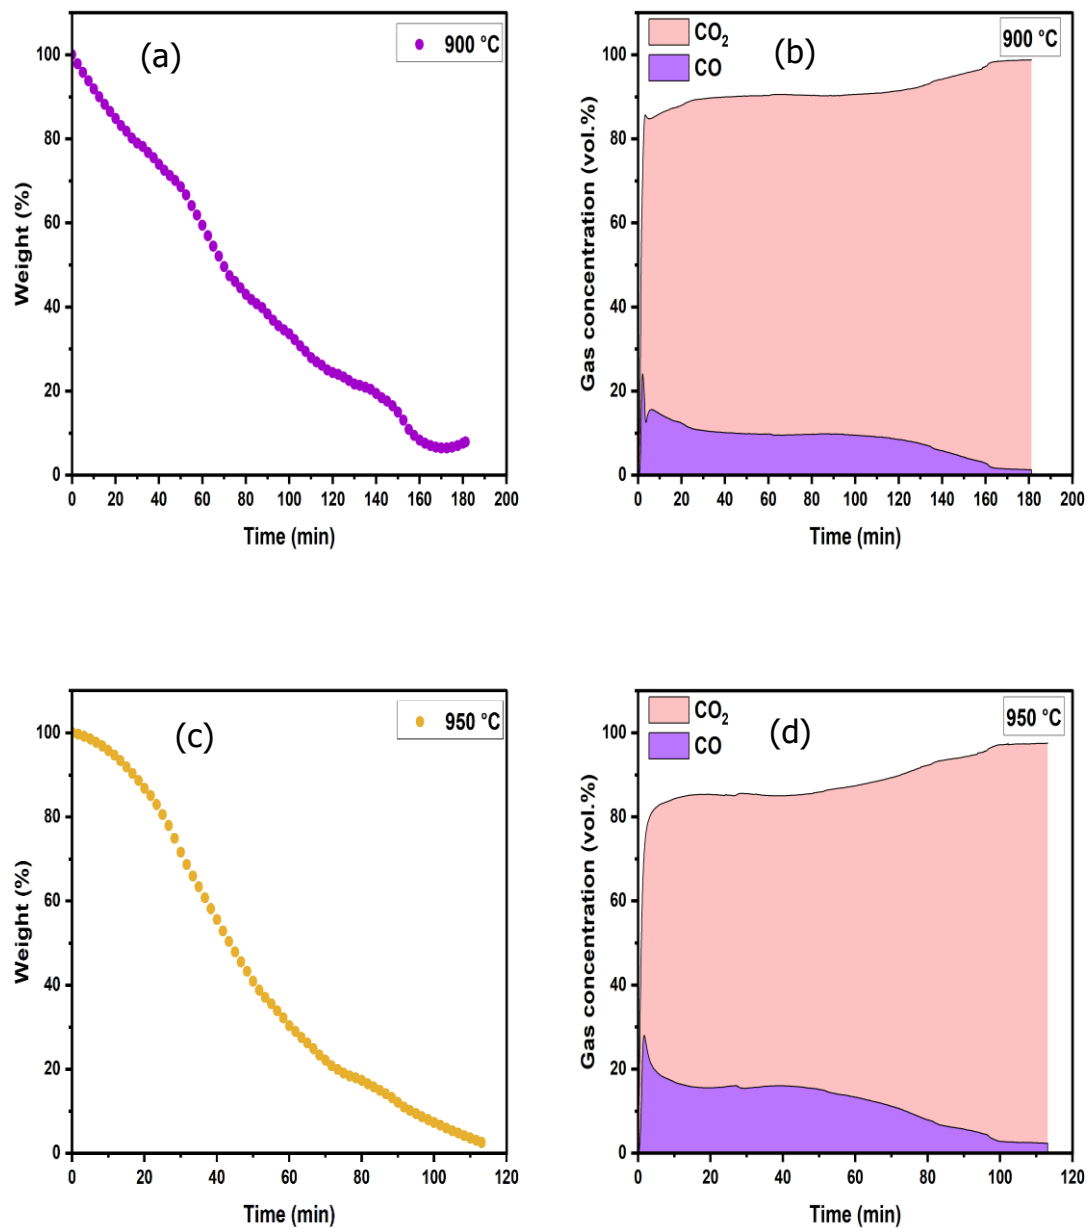 (a)
900 °C
100
80
60
40
20
0
Weight (%)
0 20 40 60 80 100 120 140 160 180 200
Time (min)
CO₂
CO
(b)
900 °C
100
80
60
40
20
0
Gas concentration (vol.%)
0 20 40 60 80 100 120 140 160 180 200
Time (min)
(c)
950 °C
100
80
60
40
20
0
Weight (%)
0 20 40 60 80 100 120
Time (min)
CO₂
CO
(d)
950 °C
100
80
60
40
20
0
Gas concentration (vol.%)
0 20 40 60 80 100 120
Time (min)